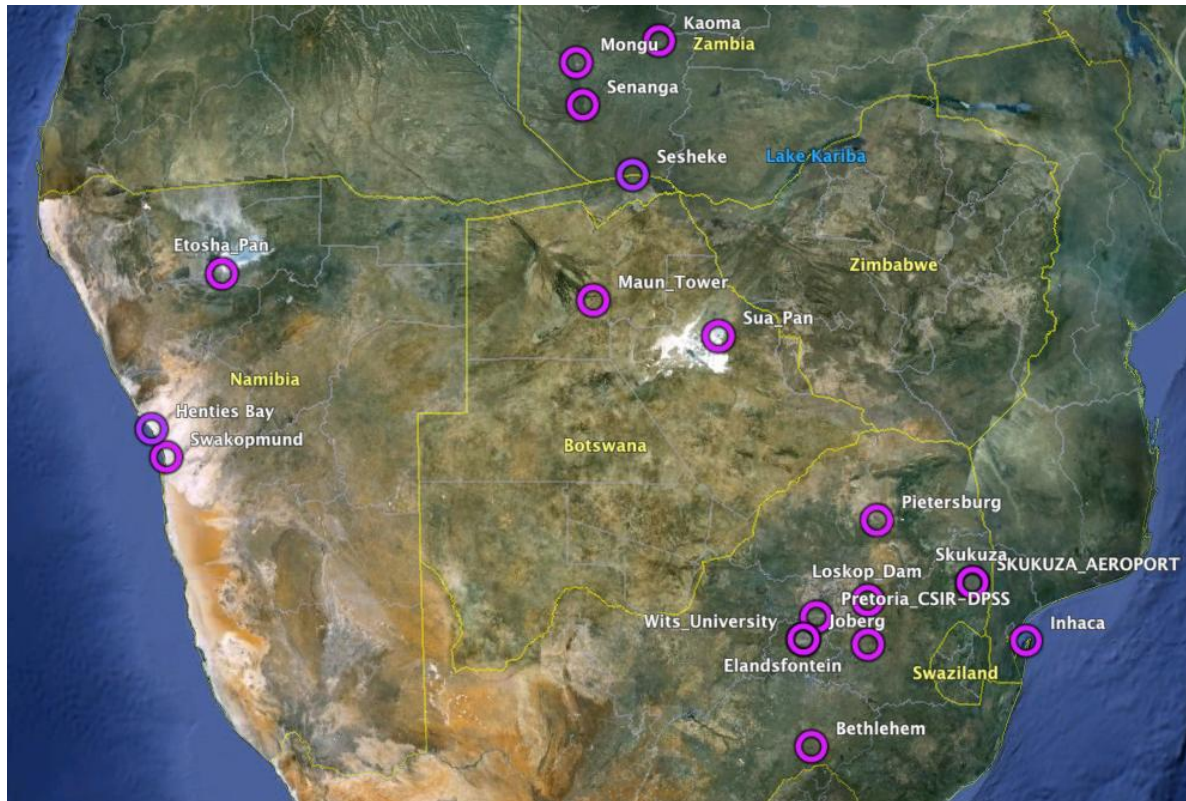 Kaoma
Mongu
Zambia
Senanga
Sesheke
Lake Kariba
Etosha_Pan
Zimbabwe
Maun_Tower
Sua_Pan
Namibia
Henties Bay
Swakopmund
Botswana
Pietersburg
Skukuza
SKUKUZA_AEROPORT
Loskop_Dam
Pretoria_CSIR-DPSS
Wits_University
Joberg
Inhaca
Elandsfontein
Swaziland
Bethlehem